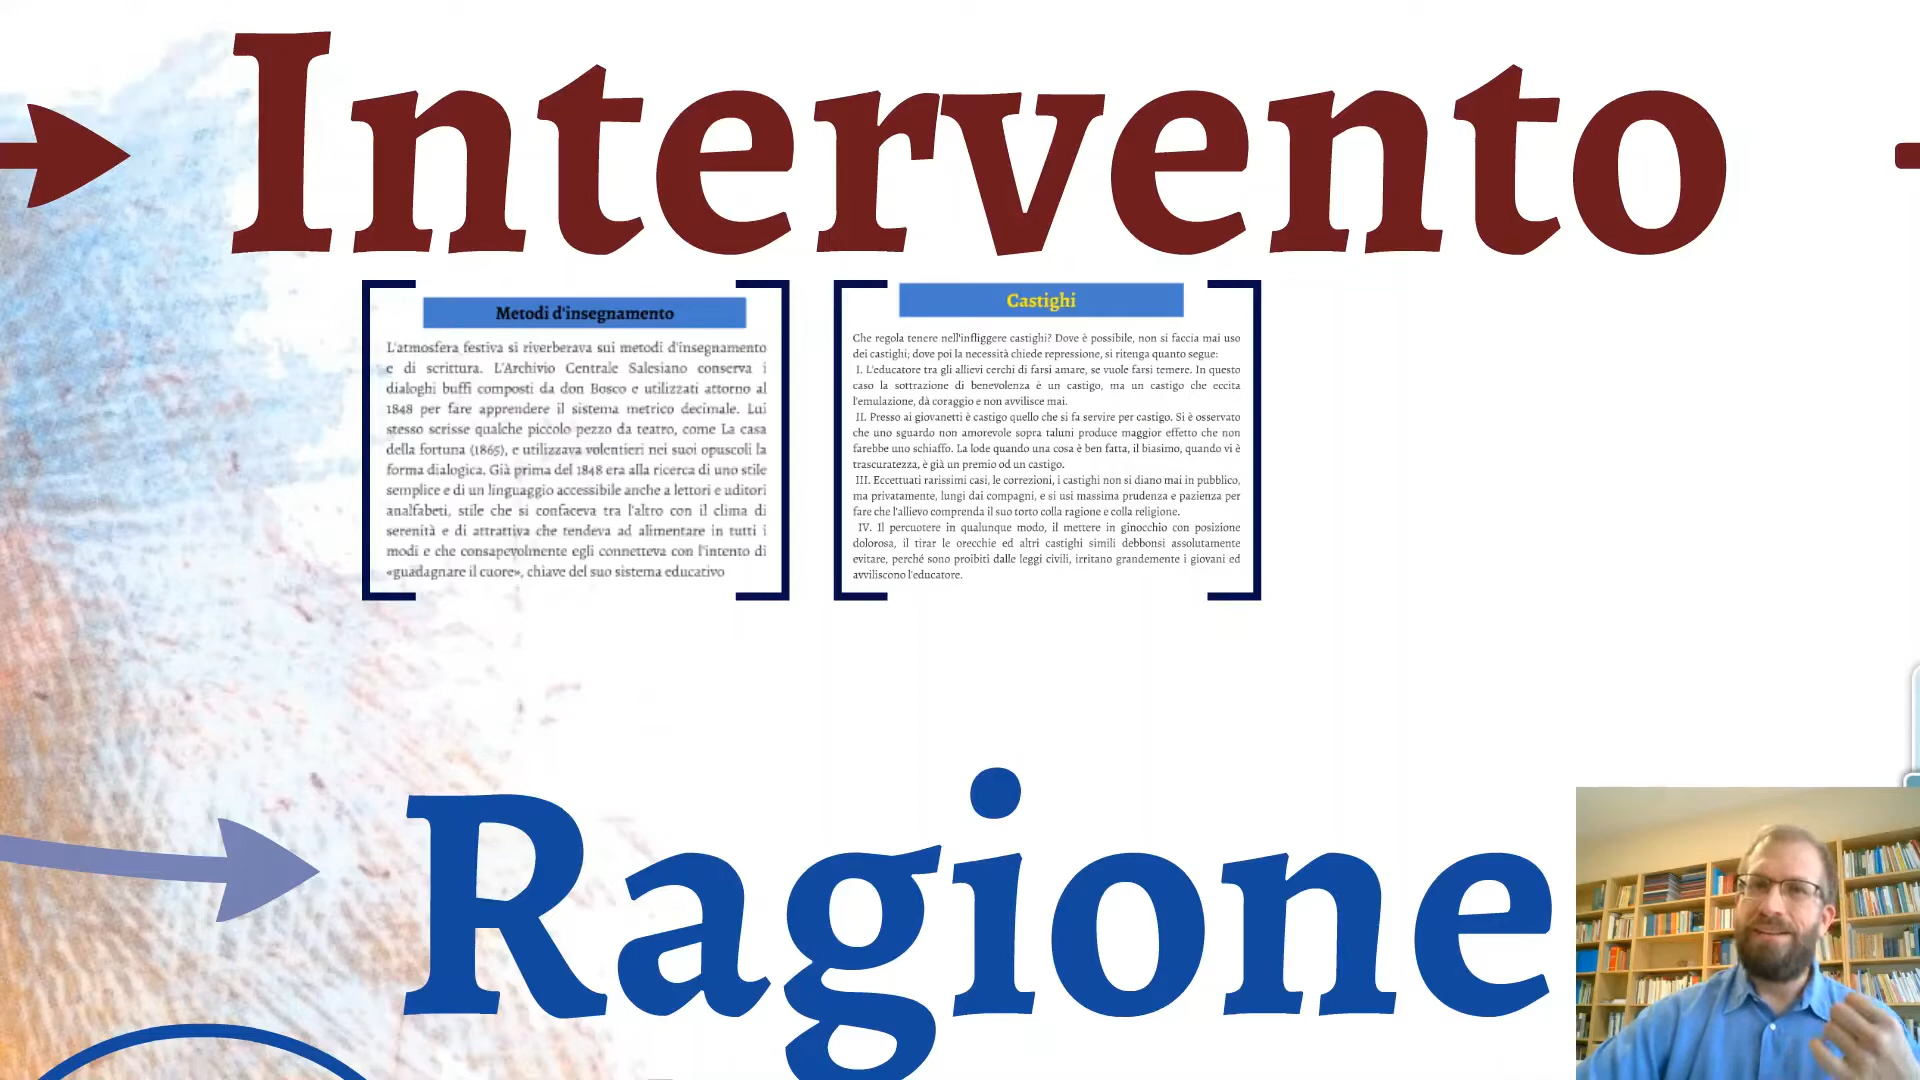 Intervento
Metodi d'insegnamento
L'atmosfera festiva si riverberava sui metodi d'insegnamento
e di scrittura. L'Archivio Centrale Salesiano conserva i
dialoghi buffi composti da don Bosco e utilizzati attorno al
1848 per fare apprendere il sistema metrico decimale. Lui
stesso scrisse qualche piccolo pezzo da teatro, come La casa
della fortuna (1865), e utilizzava volentieri nei suoi opuscoli la
forma dialogica. Già prima del 1848 era alla ricerca di uno stile
semplice e di un linguaggio accessibile anche a lettori e uditori
analfabeti, stile che si confaceva tra l'altro con il clima di
serenità e di attrattiva che tendeva ad alimentare in tutti i
modi e che consapevolmente egli connetteva con l'intento di
«guadagnare il cuore», chiave del suo sistema educativo
Castighi
Che regola tenere nell'infliggere castighi? Dove è possibile, non si faccia mai uso
dei castighi; dove poi la necessità chiede repressione, si ritenga quanto segue:
I. L'educatore tra gli allievi cerchi di farsi amare, se vuole farsi temere. In questo
caso la sottrazione di benevolenza è un castigo, ma un castigo che eccita
l'emulazione, dà coraggio e non avvilisce mai.
II. Presso ai giovanetti è castigo quello che si fa servire per castigo. Si è osservato
che uno sguardo non amorevole sopra taluni produce maggior effetto che non
farebbe uno schiaffo. La lode quando una cosa è ben fatta, il biasimo, quando vi è
trascuratezza, è già un premio od un castigo.
III. Eccettuati rarissimi casi, le correzioni, i castighi non si diano mai in pubblico,
ma privatamente, lungi dai compagni, e si usi massima prudenza e pazienza per
fare che l'allievo comprenda il suo torto colla ragione e colla religione.
IV. Il percuotere in qualunque modo, il mettere in ginocchio con posizione
dolorosa, il tirar le orecchie ed altri castighi simili debbonsi assolutamente
evitare, perché sono proibiti dalle leggi civili, irritano grandemente i giovani ed
avviliscono l'educatore.
Ragione